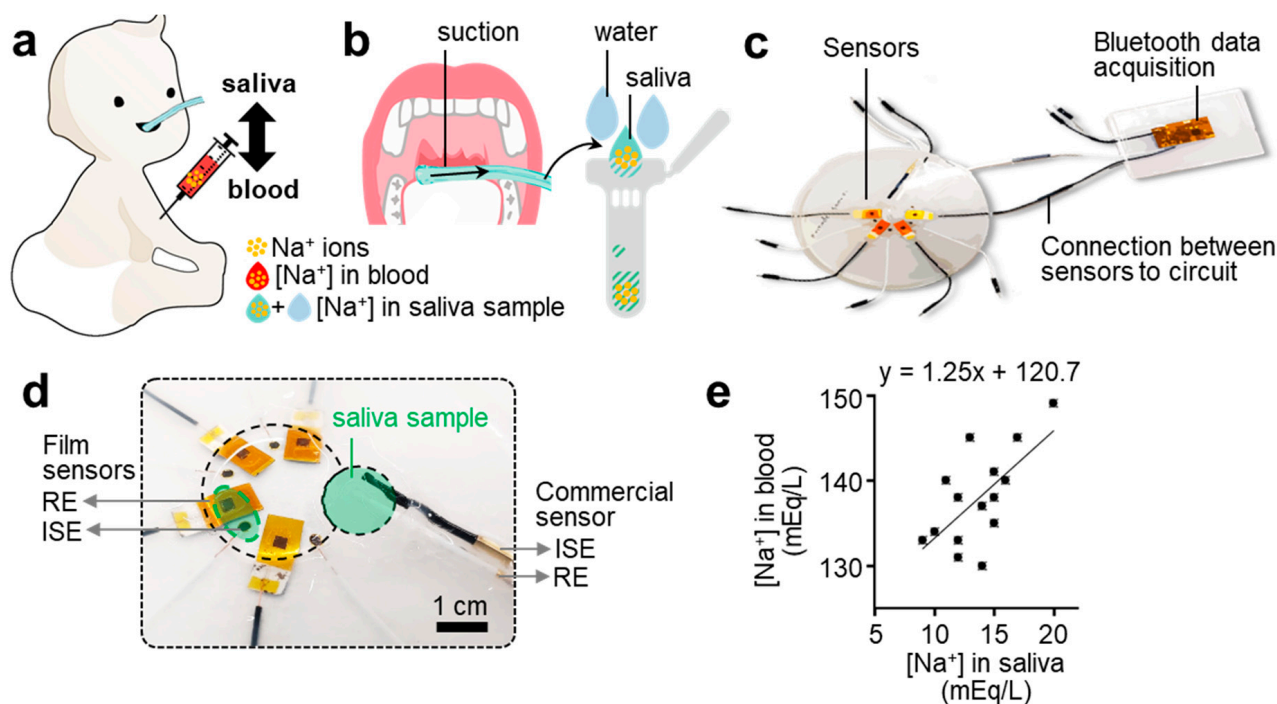 a
saliva
blood
Na⁺ ions
[Na⁺] in blood
+ [Na⁺] in saliva sample
b
suction
water
saliva
c
Sensors
Bluetooth data
acquisition
Connection between
sensors to circuit
d
saliva sample
Film
sensors
RE
ISE
Commercial
sensor
ISE
RE
1 cm
e
y = 1.25x + 120.7
[Na⁺] in blood
(mEq/L)
150
140
130
5 10 15 20
[Na⁺] in saliva
(mEq/L)